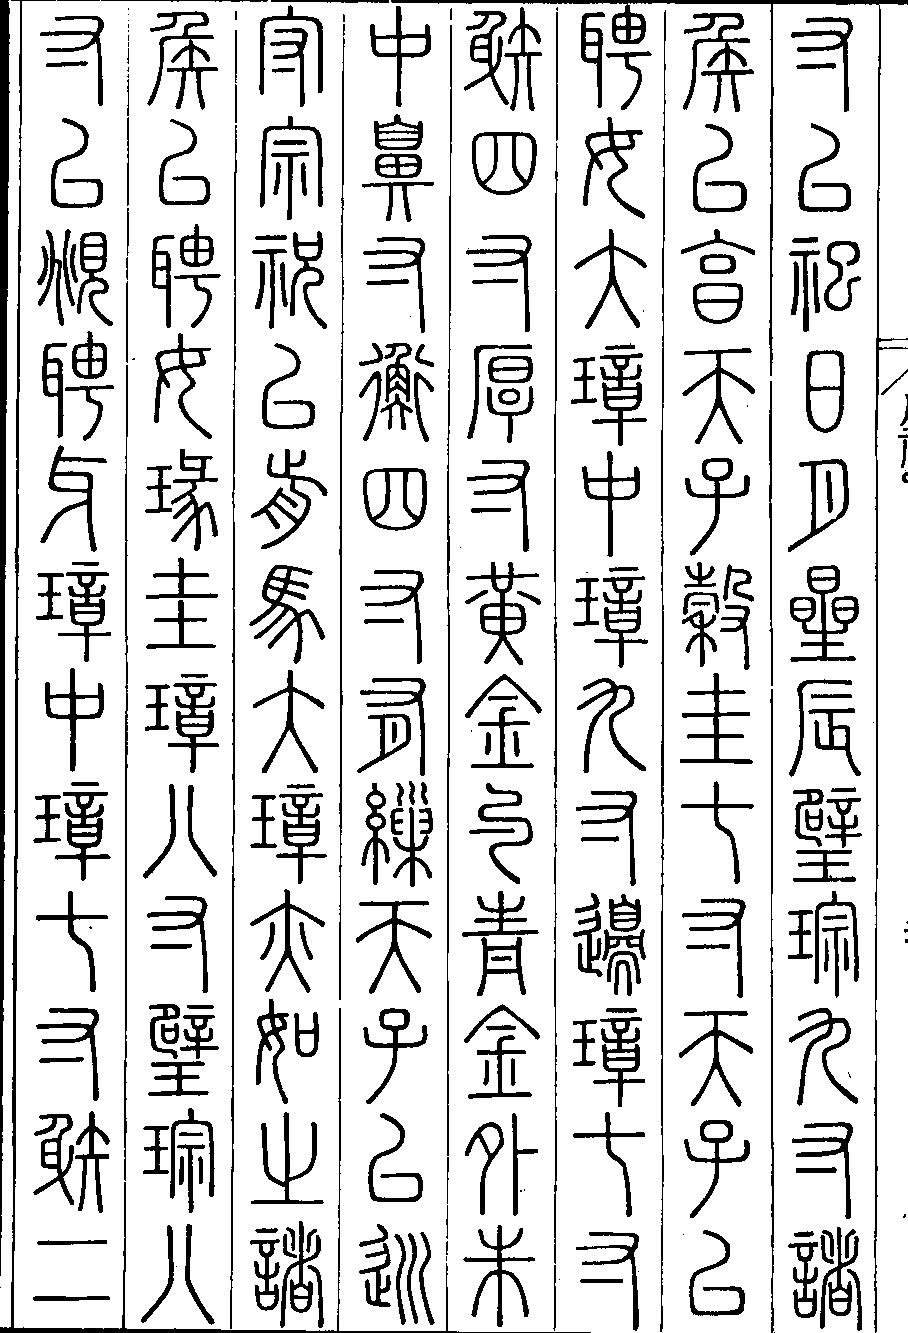 寸以祀日月星辰璧琮九寸諸
侯以享天子穀圭七寸天子以
聘女大璋中璋九寸邊璋七寸
射四寸厚寸黃金勺青金外朱
中鼻寸衡四寸有繅天子以巡
守宗祝以前馬大璋亦如之諸
侯以聘女瑑圭璋八寸璧琮八
寸以覜聘牙璋中璋七寸射二